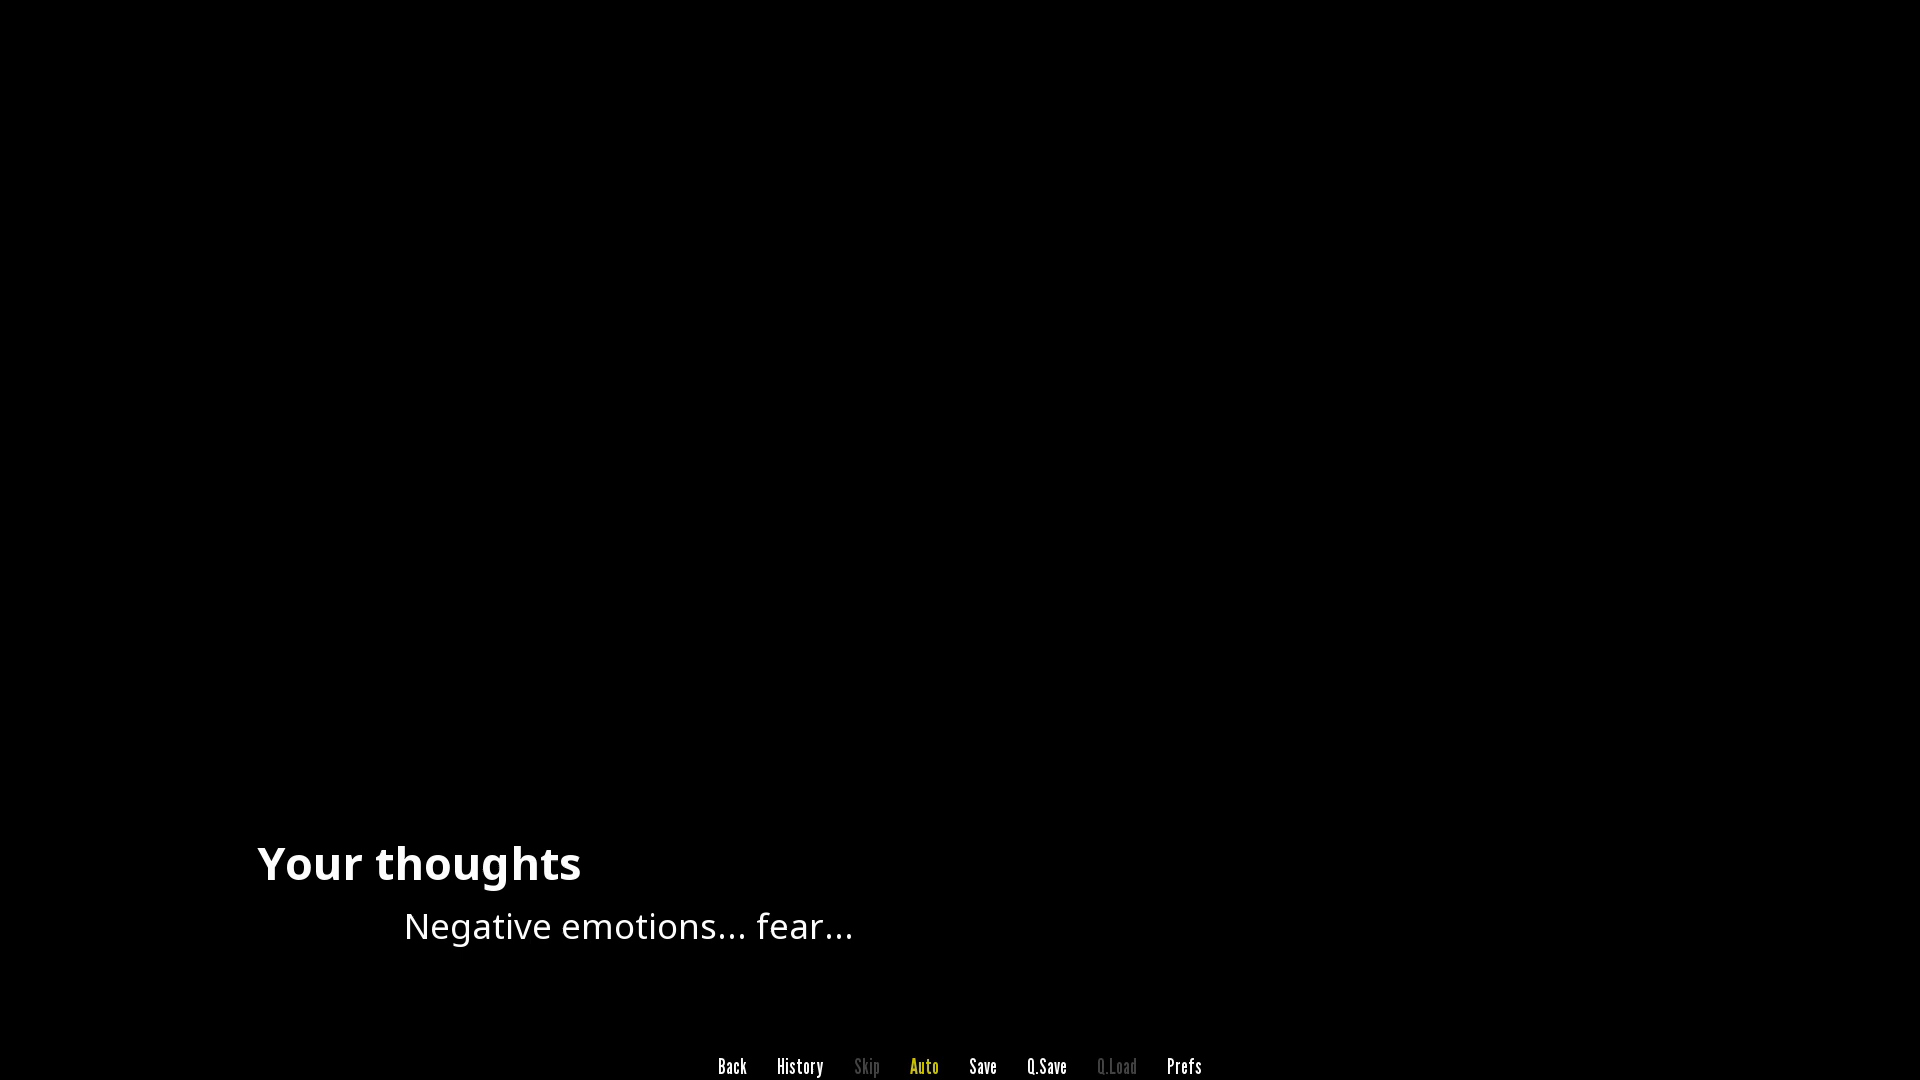 Your thoughts
Negative emotions... fear...
Back History Skip Auto Save Q.Save Q.Load Prefs